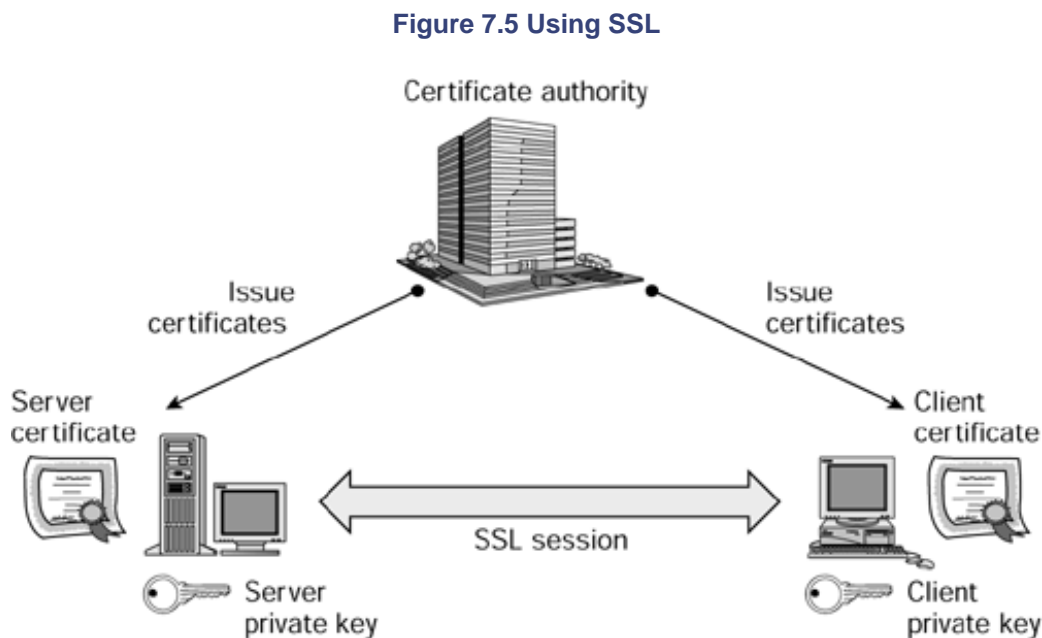 Figure 7.5 Using SSL
Certificate authority
Issue
certificates
Issue
certificates
Server
certificate
Client
certificate
SSL session
Server
private key
Client
private key